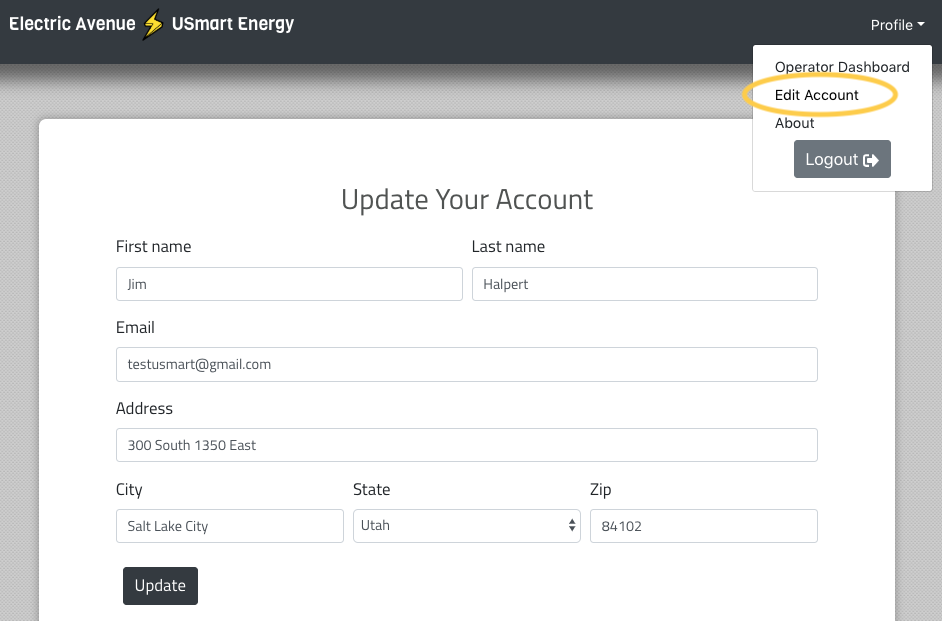 Electric Avenue USmart Energy
Profile
Operator Dashboard
Edit Account
About
Logout
Update Your Account
First name Last name
Jim Halpert
Email
testusmart@gmail.com
Address
300 South 1350 East
City State Zip
Salt Lake City Utah 84102
Update